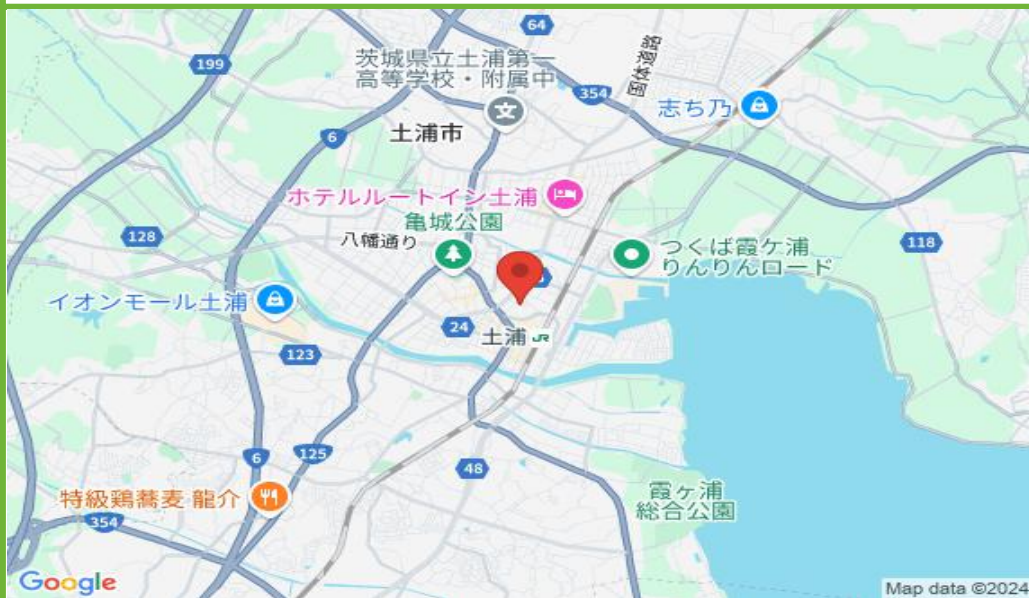 64
茨城県立土浦第一
高等学校・附属中
国体道路
199
354
志ち乃
6
土浦市
ホテルルートイン土浦
亀城公園
128
八幡通り
118
つくば霞ケ浦
りんりんロード
イオンモール土浦
24
土浦 JR
123
6
125
48
特級鶏蕎麦 龍介
霞ヶ浦
総合公園
354
Google
Map data ©2024